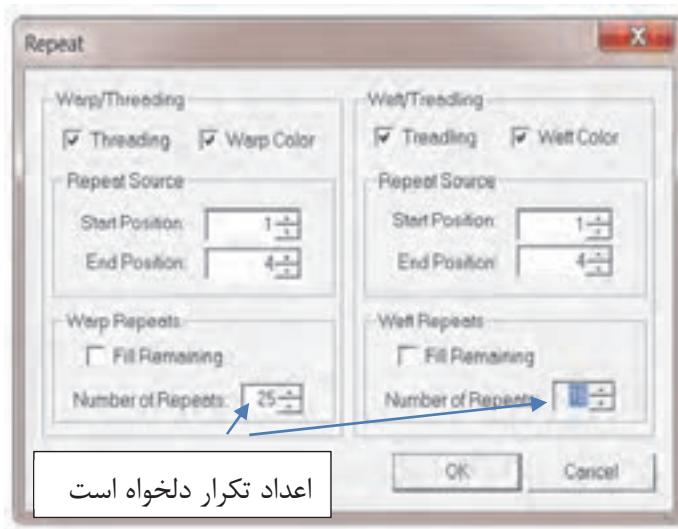 Repeat
Warp/Threading
Threading Warp Color
Repeat Source
Start Position: 1
End Position: 4
Warp Repeats
Fill Remaining
Number of Repeats: 25
Weft/Treadling
Treadling Weft Color
Repeat Source
Start Position: 1
End Position: 4
Weft Repeats
Fill Remaining
Number of Repeats:
اعداد تکرار دلخواه است
OK Cancel